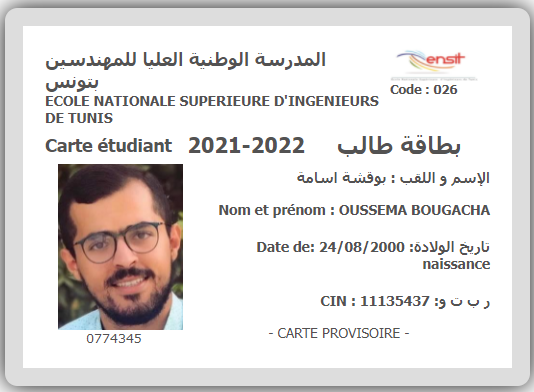 المدرسة الوطنية العليا للمهندسين
بتونس
ECOLE NATIONALE SUPERIEURE D'INGENIEURS
DE TUNIS
ensit
Code : 026
Carte étudiant 2021-2022 بطاقة طالب
الإسم و اللقب : بوقشة اسامة
Nom et prénom : OUSSEMA BOUGACHA
Date de: 24/08/2000 :تاريخ الولادة
naissance
CIN : 11135437 :ر ب ت و
0774345
- CARTE PROVISOIRE -